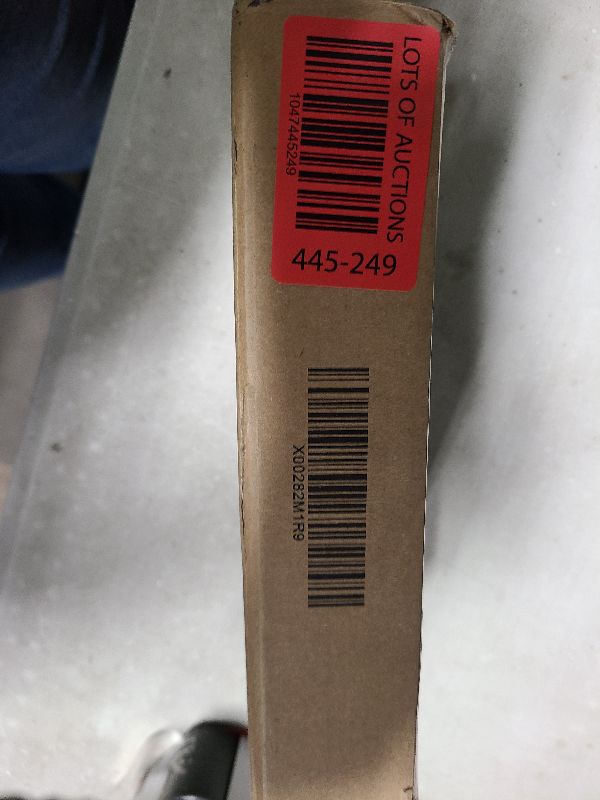 LOTS OF AUCTIONS
1047445249
445-249
X00282M1R9